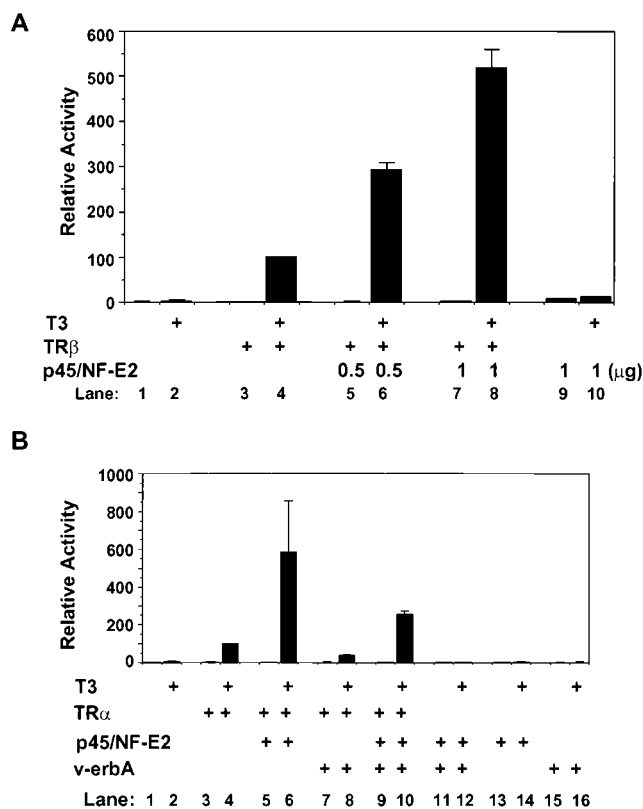 A
600
500
400
300
200
100
0
Relative Activity
T3 + + + + +
TRβ + + + + + +
p45/NF-E2 0.5 0.5 1 1 1 1 (μg)
Lane: 1 2 3 4 5 6 7 8 9 10
B
1000
800
600
400
200
0
Relative Activity
T3 + + + + + + + +
TRα + + + + + + + +
p45/NF-E2 + + + + + + + +
v-erbA + + + + + + + +
Lane: 1 2 3 4 5 6 7 8 9 10 11 12 13 14 15 16